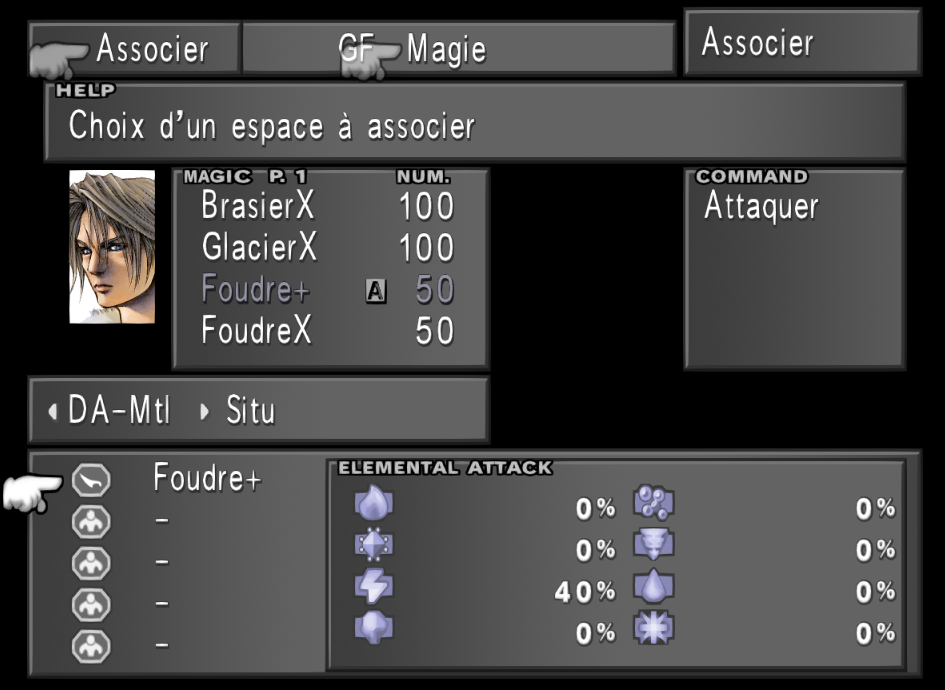 Associer GF Magie Associer
HELP
Choix d'un espace à associer
MAGIC P. 1 NUM.
BrasierX 100
GlacierX 100
Foudre+ A 50
FoudreX 50
COMMAND
Attaquer
DA-Mtl Situ
Foudre+
-
-
-
-
ELEMENTAL ATTACK
0% 0%
0% 0%
40% 0%
0% 0%